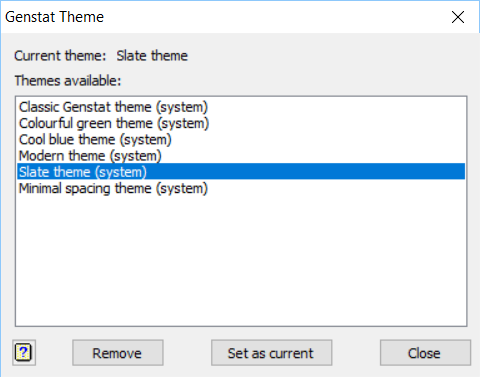 Genstat Theme
Current theme: Slate theme
Themes available:
Classic Genstat theme (system)
Colourful green theme (system)
Cool blue theme (system)
Modern theme (system)
Slate theme (system)
Minimal spacing theme (system)
? Remove Set as current Close